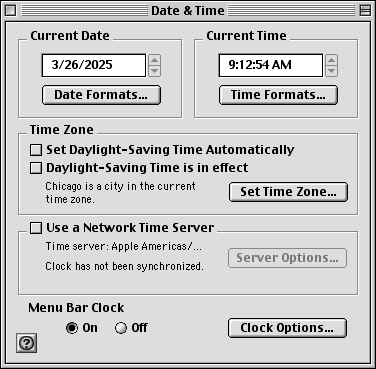 Date & Time
Current Date
3/26/2025
Date Formats...
Current Time
9:12:54 AM
Time Formats...
Time Zone
Set Daylight-Saving Time Automatically
Daylight-Saving Time is in effect
Chicago is a city in the current
time zone.
Set Time Zone...
Use a Network Time Server
Time server: Apple Americas/...
Clock has not been synchronized.
Server Options...
Menu Bar Clock
On Off
Clock Options...
?